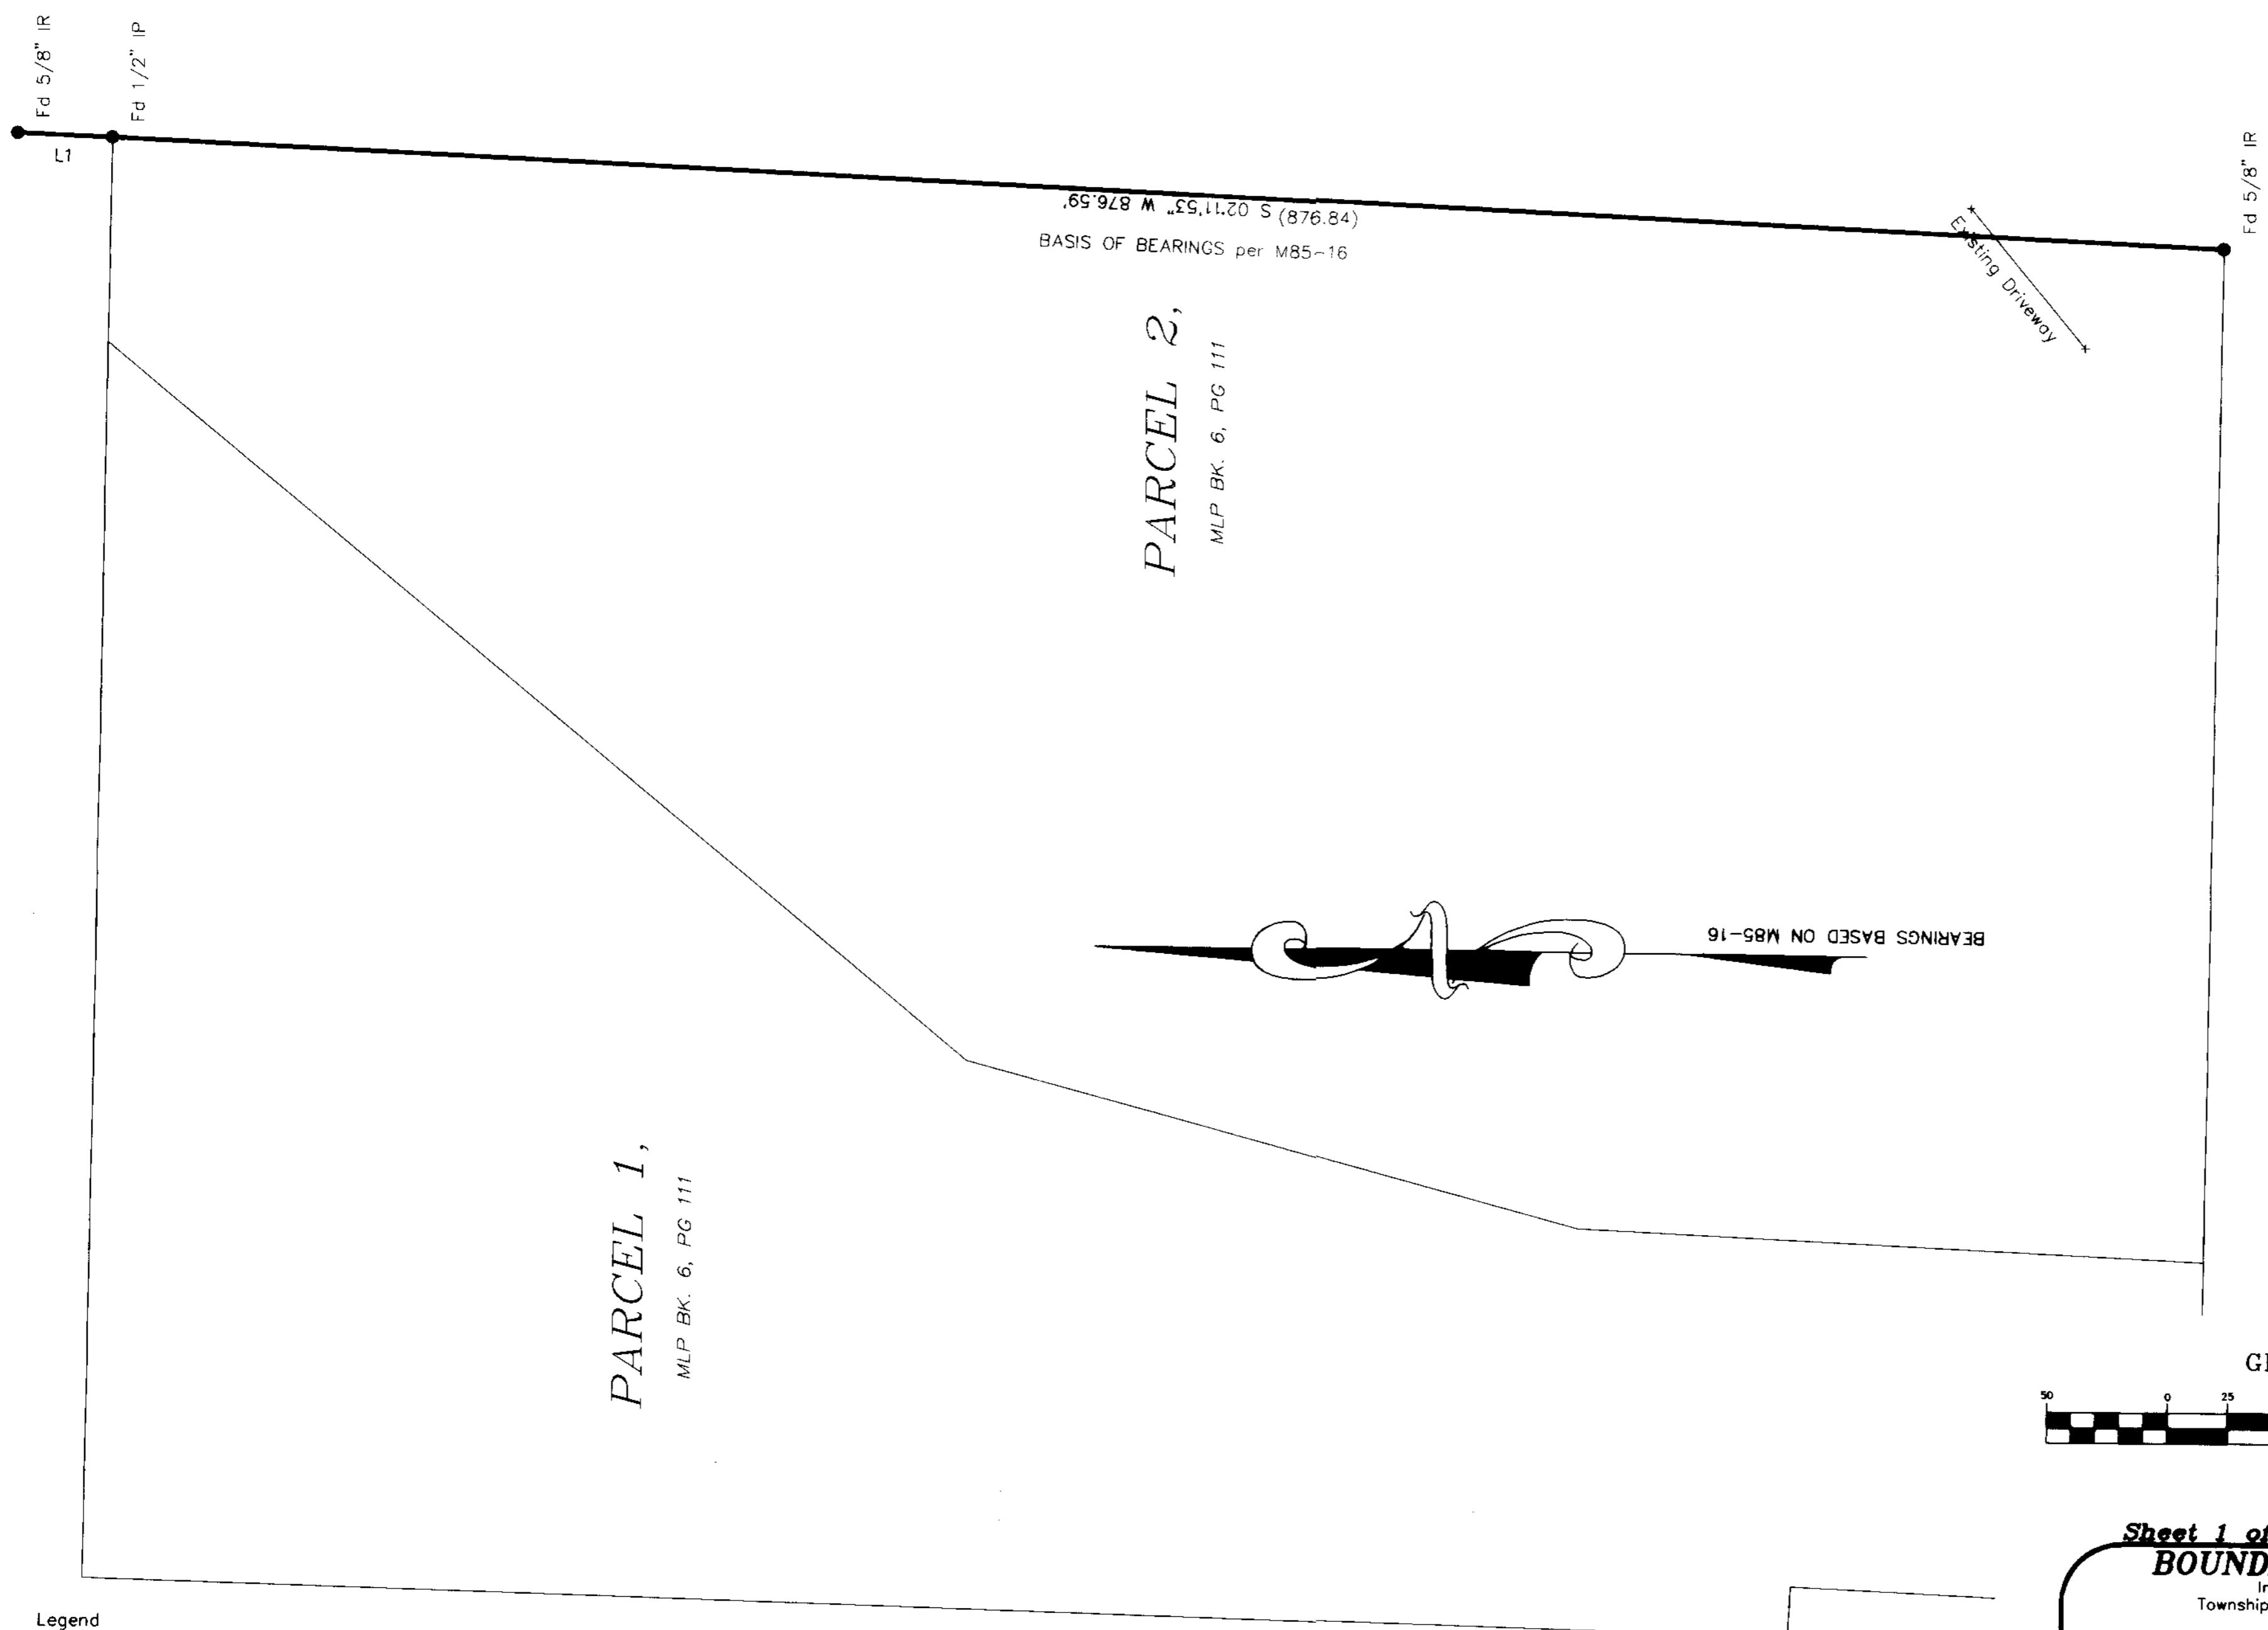 Fd 5/8" IR
Fd 1/2" IP
Fd 5/8" IR
L1
S 02°11'53" W 876.59'
(876.84)
BASIS OF BEARINGS per M85-16
Existing Driveway
PARCEL 2,
MLP BK. 6, PG 111
BEARINGS BASED ON M85-16
PARCEL 1,
MLP BK. 6, PG 111
50 0 25
Sheet 1 of
Township
Legend